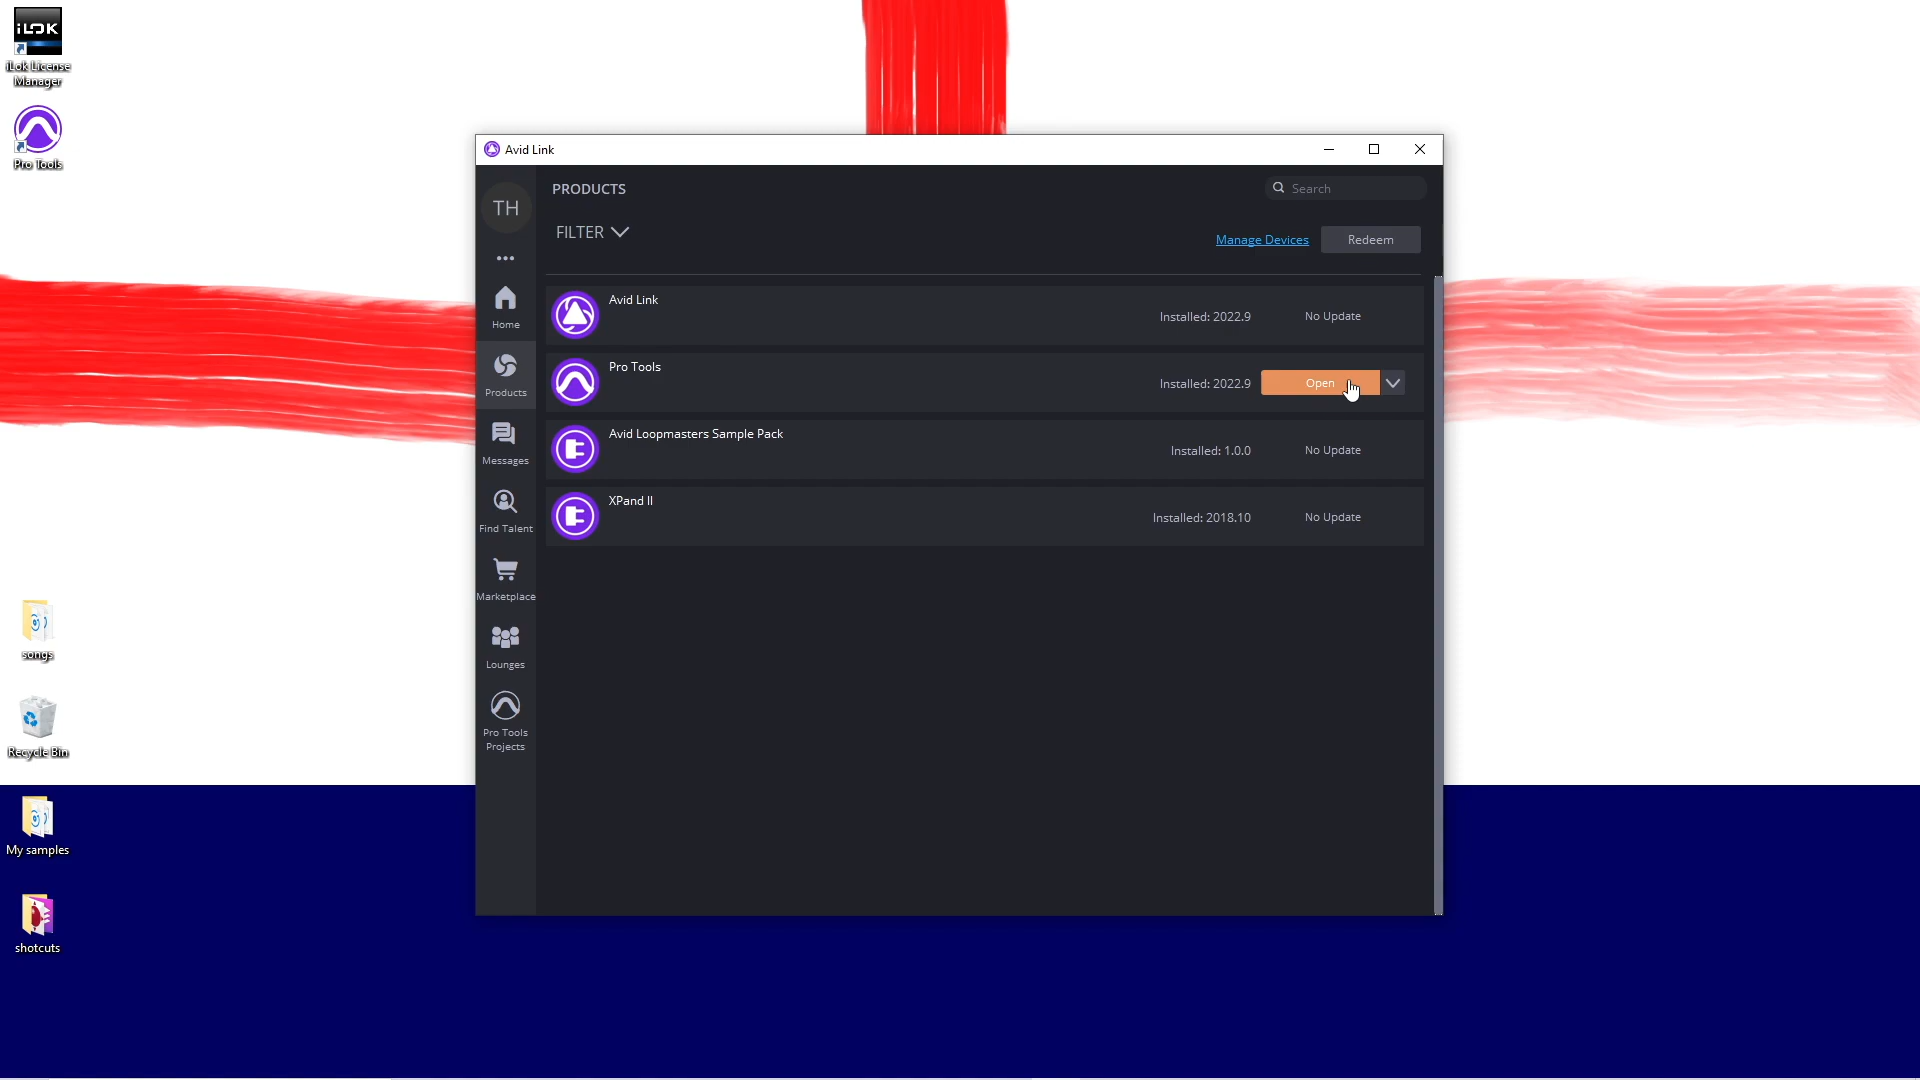 iLOK
iLok License
Manager
Pro Tools
songs
Recycle Bin
My samples
shotcuts
Avid Link
TH
Home
Products
Messages
Find Talent
Marketplace
Lounges
Pro Tools
Projects
PRODUCTS
Search
FILTER
Manage Devices
Redeem
Avid Link
Installed: 2022.9
No Update
Pro Tools
Installed: 2022.9
Open
Avid Loopmasters Sample Pack
Installed: 1.0.0
No Update
XPand II
Installed: 2018.10
No Update